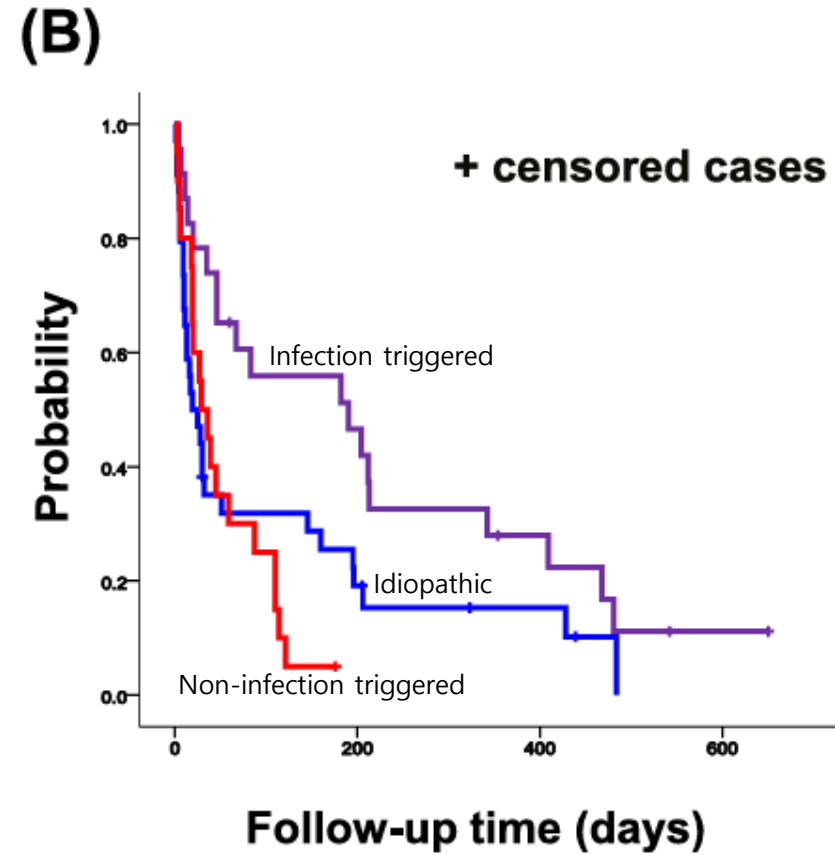 (B)
+ censored cases
Probability
1.0
0.8
0.6
0.4
0.2
0.0
Infection triggered
Idiopathic
Non-infection triggered
0 200 400 600
Follow-up time (days)